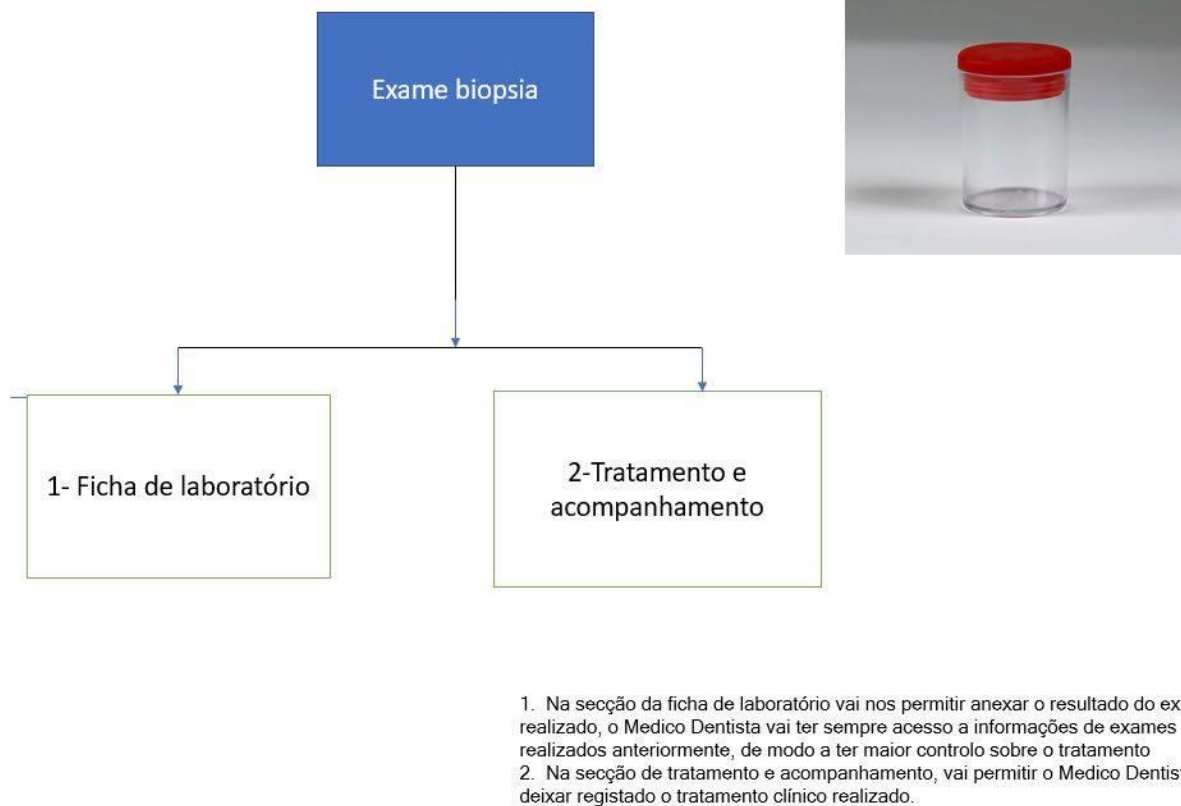 Exame biopsia
1- Ficha de laboratório
2-Tratamento e
acompanhamento
1. Na secção da ficha de laboratório vai nos permitir anexar o resultado do ex
realizado, o Medico Dentista vai ter sempre acesso a informações de exames
realizados anteriormente, de modo a ter maior controlo sobre o tratamento
2. Na secção de tratamento e acompanhamento, vai permitir o Medico Dentis
deixar registado o tratamento clínico realizado.